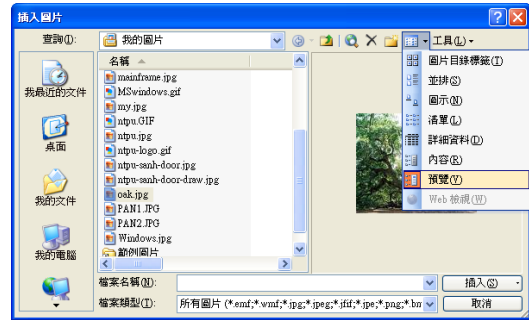 插入圖片
查詢(I):
我的圖片
工具(L)
我最近的文件
桌面
我的文件
我的電腦
名稱
mainframe.jpg
MSwindows.gif
my.jpg
ntpu.GIF
ntpu.jpg
ntpu-logo.gif
ntpu-sanh-door.jpg
ntpu-sanh-door-draw.jpg
oak.jpg
PAN1.JPG
PAN2.JPG
Windows.jpg
範例圖片
圖片目錄標籤(T)
並排(S)
圖示(N)
清單(L)
詳細資料(D)
內容(R)
預覽(V)
Web 檢視(W)
檔案名稱(N):
插入(S)
檔案類型(T):
所有圖片 (*.emf;*.wmf;*.jpg;*.jpeg;*.jfif;*.jpe;*.png;*.bm
取消